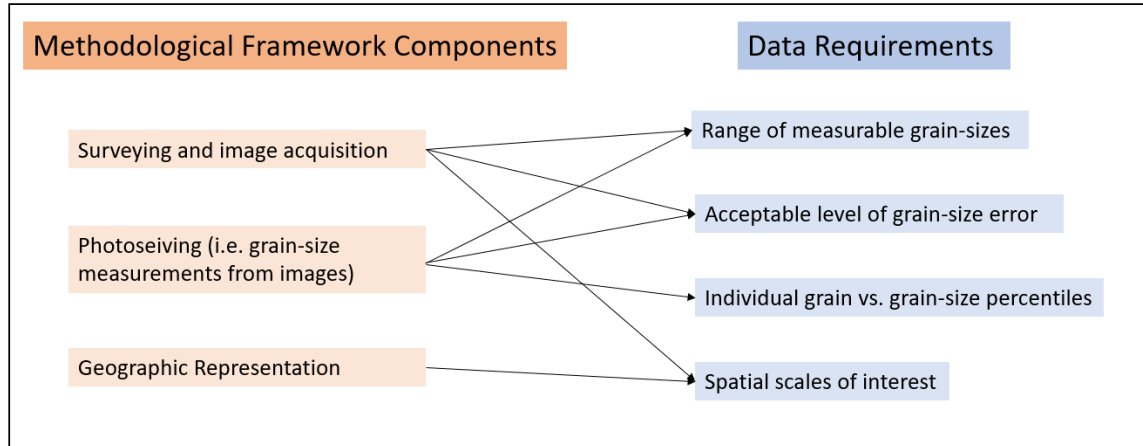 Methodological Framework Components
Data Requirements
Surveying and image acquisition
Photoseiving (i.e. grain-size
measurements from images)
Geographic Representation
Range of measurable grain-sizes
Acceptable level of grain-size error
Individual grain vs. grain-size percentiles
Spatial scales of interest